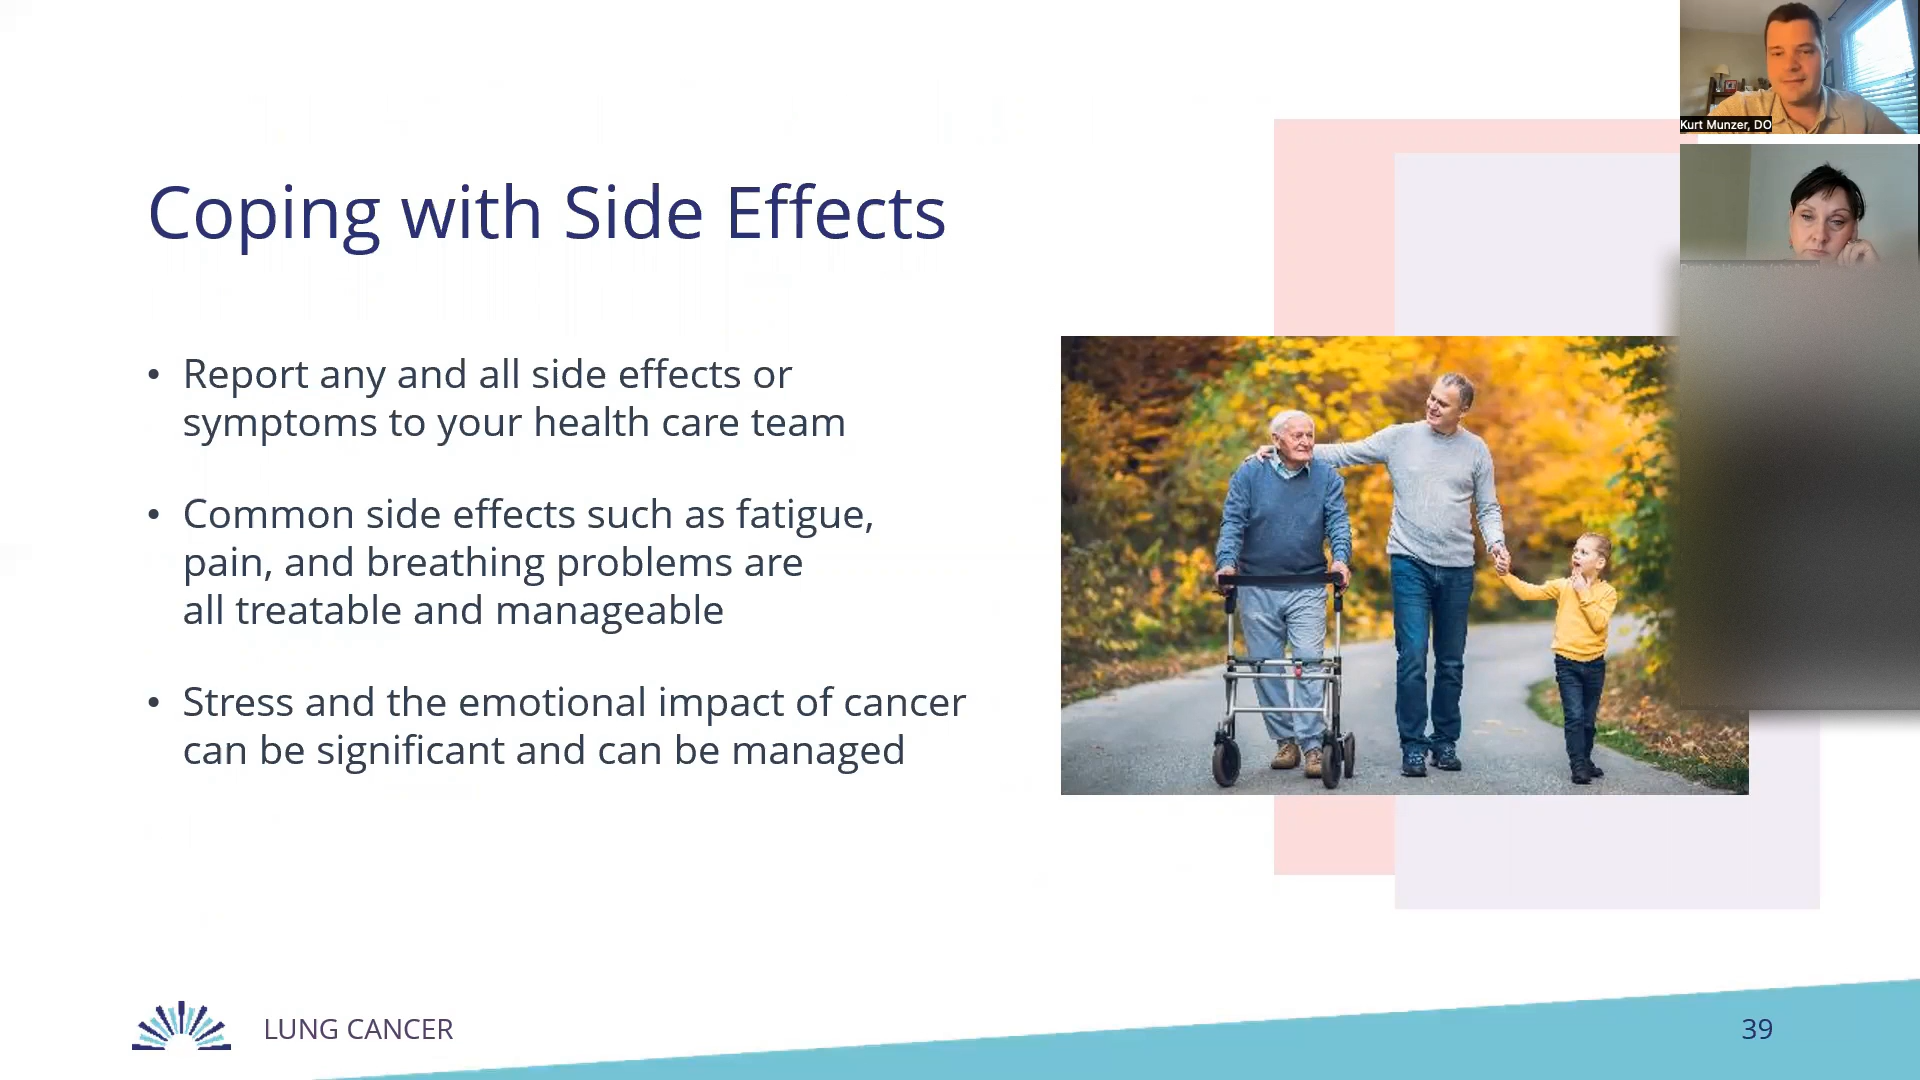 Kurt Munzer, DO
Coping with Side Effects
• Report any and all side effects or
symptoms to your health care team
• Common side effects such as fatigue,
pain, and breathing problems are
all treatable and manageable
• Stress and the emotional impact of cancer
can be significant and can be managed
LUNG CANCER
39